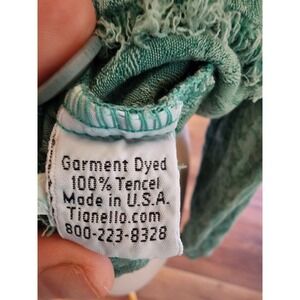 Garment Dyed
100% Tencel
Made in U.S.A.
Tianello.com
800-223-8328